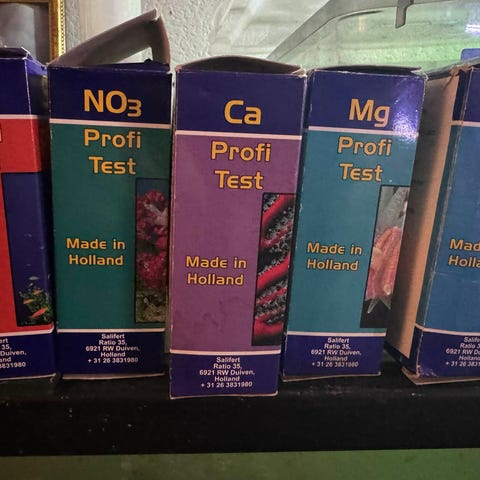 NO3
Profi
Test
Made in
Holland
Salifert
Ratio 35,
6921 RW Duiven,
Holland
+ 31 26 3831980
Ca
Profi
Test
Made in
Holland
Salifert
Ratio 35,
6921 RW Duiven,
Holland
+ 31 26 3831980
Mg
Profi
Test
Made in
Holland
Salifert
Ratio 35,
6921 RW Duiven,
Holland
+ 31 26 3831980